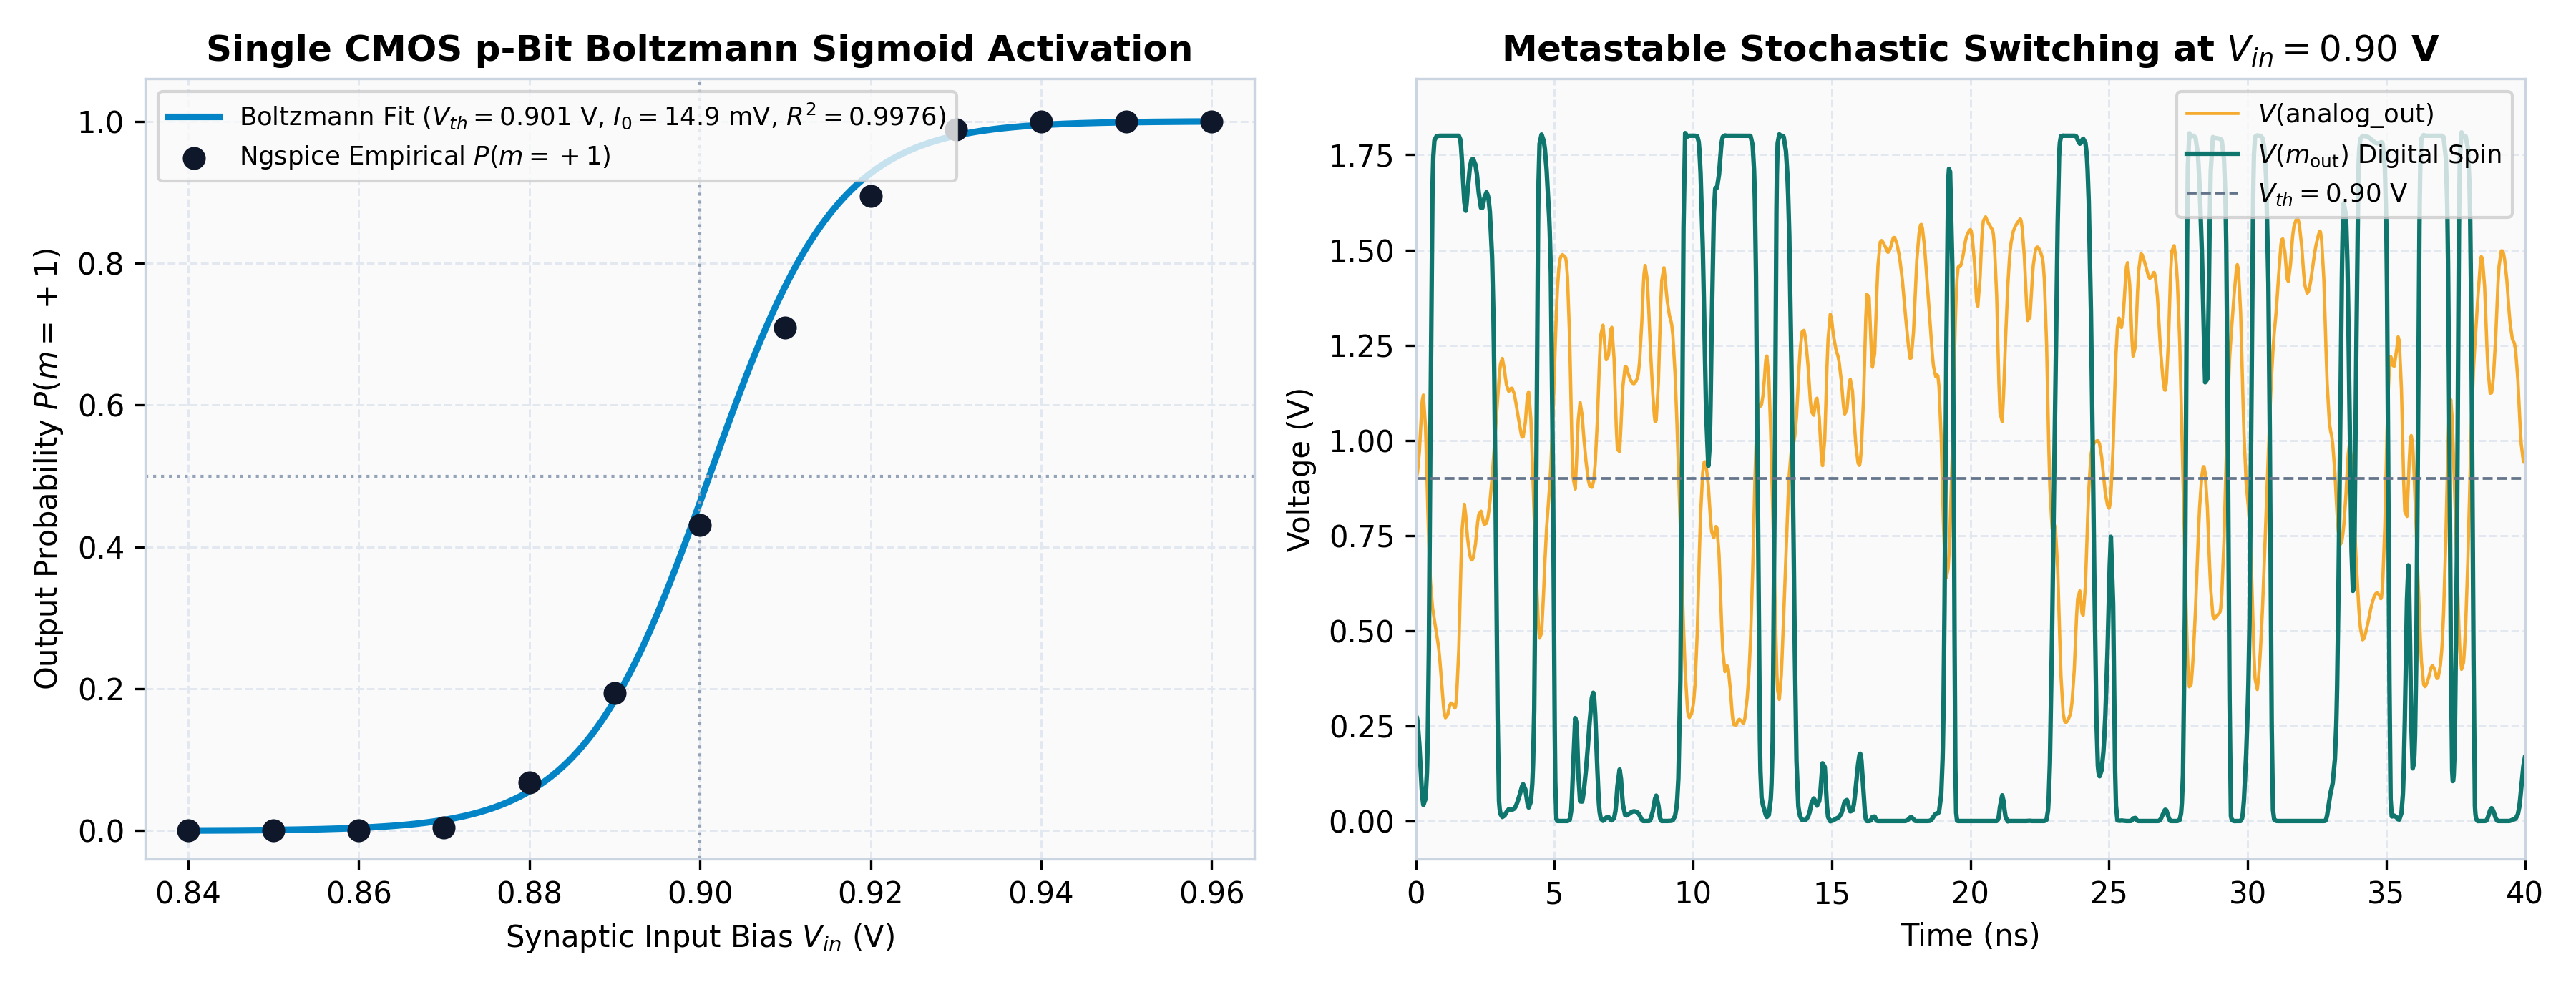 Single CMOS p-Bit Boltzmann Sigmoid Activation
Boltzmann Fit (V_th = 0.901 V, I_0 = 14.9 mV, R² = 0.9976)
Ngspice Empirical P(m = +1)
Output Probability P(m = +1)
1.0
0.8
0.6
0.4
0.2
0.0
0.84 0.86 0.88 0.90 0.92 0.94 0.96
Synaptic Input Bias V_in (V)
Metastable Stochastic Switching at V_in = 0.90 V
V(analog_out)
V(m_out) Digital Spin
V_th = 0.90 V
Voltage (V)
1.75
1.50
1.25
1.00
0.75
0.50
0.25
0.00
0 5 10 15 20 25 30 35 40
Time (ns)